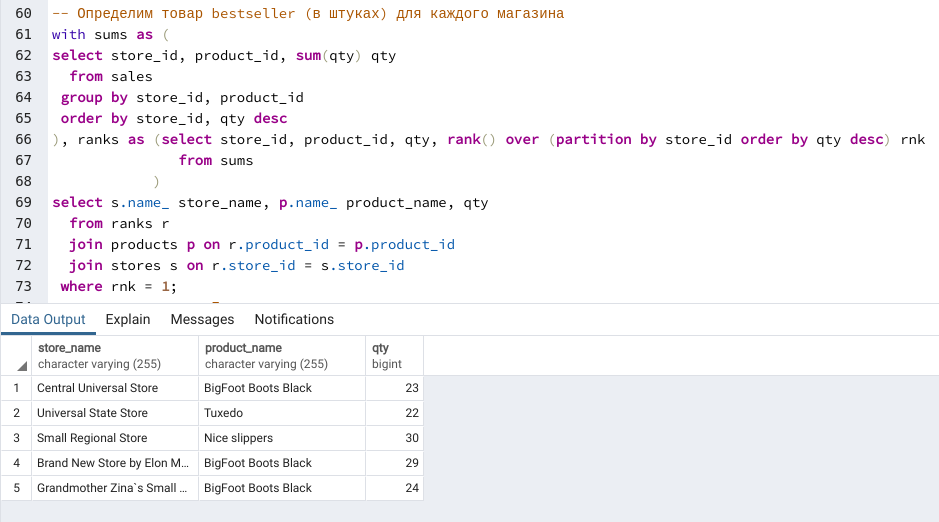 60 -- Определим товар bestseller (в штуках) для каждого магазина
61 with sums as (
62 select store_id, product_id, sum(qty) qty
63 from sales
64 group by store_id, product_id
65 order by store_id, qty desc
66 ), ranks as (select store_id, product_id, qty, rank() over (partition by store_id order by qty desc) rnk
67 from sums
68 )
69 select s.name_ store_name, p.name_ product_name, qty
70 from ranks r
71 join products p on r.product_id = p.product_id
72 join stores s on r.store_id = s.store_id
73 where rnk = 1;
Data Output Explain Messages Notifications
store_name product_name qty
character varying (255) character varying (255) bigint
1 Central Universal Store BigFoot Boots Black 23
2 Universal State Store Tuxedo 22
3 Small Regional Store Nice slippers 30
4 Brand New Store by Elon M... BigFoot Boots Black 29
5 Grandmother Zina`s Small ... BigFoot Boots Black 24